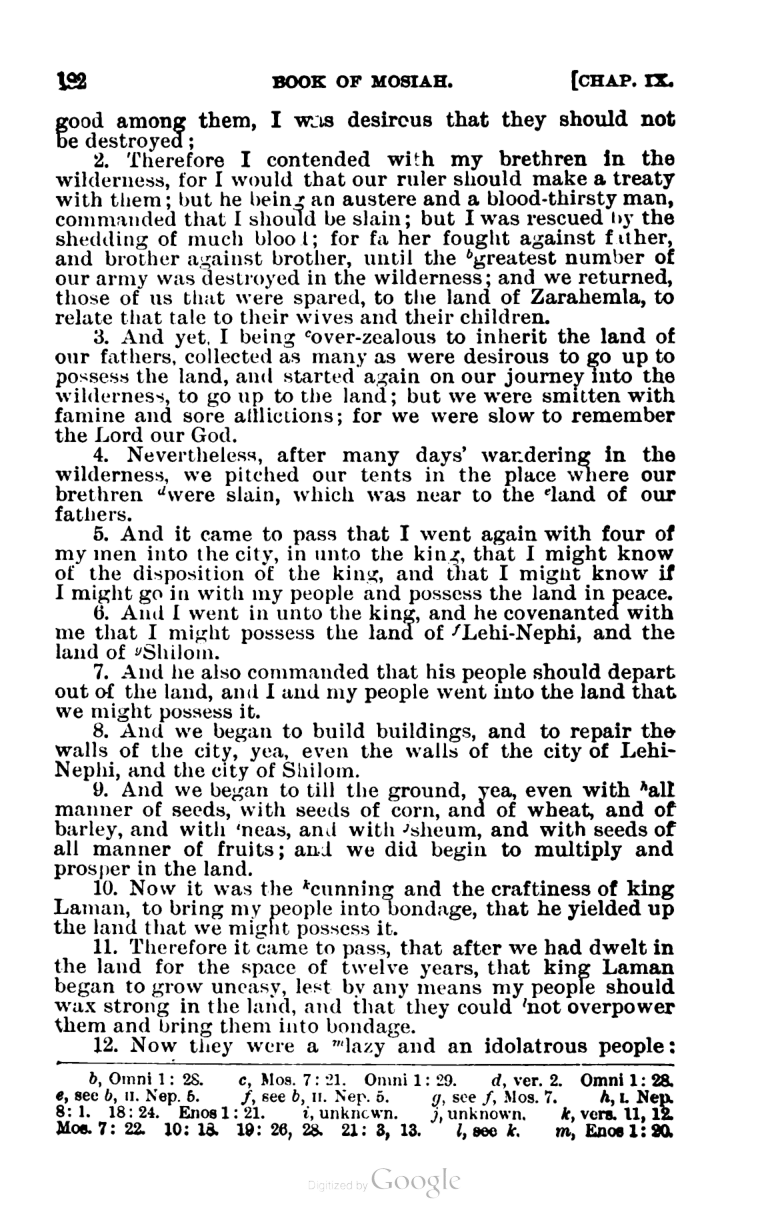 192 BOOK OF MOSIAH. [CHAP. IX.
good among them, I was desirous that they should not
be destroyed;
2. Therefore I contended with my brethren in the
wilderness, for I would that our ruler should make a treaty
with them; but he being an austere and a blood-thirsty man,
commanded that I should be slain; but I was rescued by the
shedding of much blood; for father fought against father,
and brother against brother, until the ᵇgreatest number of
our army was destroyed in the wilderness; and we returned,
those of us that were spared, to the land of Zarahemla, to
relate that tale to their wives and their children.
3. And yet, I being ᶜover-zealous to inherit the land of
our fathers, collected as many as were desirous to go up to
possess the land, and started again on our journey into the
wilderness, to go up to the land; but we were smitten with
famine and sore afflictions; for we were slow to remember
the Lord our God.
4. Nevertheless, after many days' wandering in the
wilderness, we pitched our tents in the place where our
brethren ᵈwere slain, which was near to the ᵉland of our
fathers.
5. And it came to pass that I went again with four of
my men into the city, in unto the king, that I might know
of the disposition of the king, and that I might know if
I might go in with my people and possess the land in peace.
6. And I went in unto the king, and he covenanted with
me that I might possess the land of ᶠLehi-Nephi, and the
land of ᵍShilom.
7. And he also commanded that his people should depart
out of the land, and I and my people went into the land that
we might possess it.
8. And we began to build buildings, and to repair the
walls of the city, yea, even the walls of the city of Lehi-
Nephi, and the city of Shilom.
9. And we began to till the ground, yea, even with ʰall
manner of seeds, with seeds of corn, and of wheat, and of
barley, and with ⁱneas, and with ʲsheum, and with seeds of
all manner of fruits; and we did begin to multiply and
prosper in the land.
10. Now it was the ᵏcunning and the craftiness of king
Laman, to bring my people into bondage, that he yielded up
the land that we might possess it.
11. Therefore it came to pass, that after we had dwelt in
the land for the space of twelve years, that king Laman
began to grow uneasy, lest by any means my people should
wax strong in the land, and that they could ˡnot overpower
them and bring them into bondage.
12. Now they were a ᵐlazy and an idolatrous people;
b, Omni 1: 28. c, Mos. 7: 21. Omni 1: 29. d, ver. 2. Omni 1: 28.
e, see b, II. Nep. 5. f, see b, II. Nep. 5. g, see f, Mos. 7. h, I. Nep.
8: 1. 18: 24. Enos 1: 21. i, unknown. j, unknown. k, vers. 11, 12.
Mos. 7: 22. 10: 18. 19: 26, 28. 21: 3, 13. l, see k. m, Enos 1: 20.
Digitized by Google